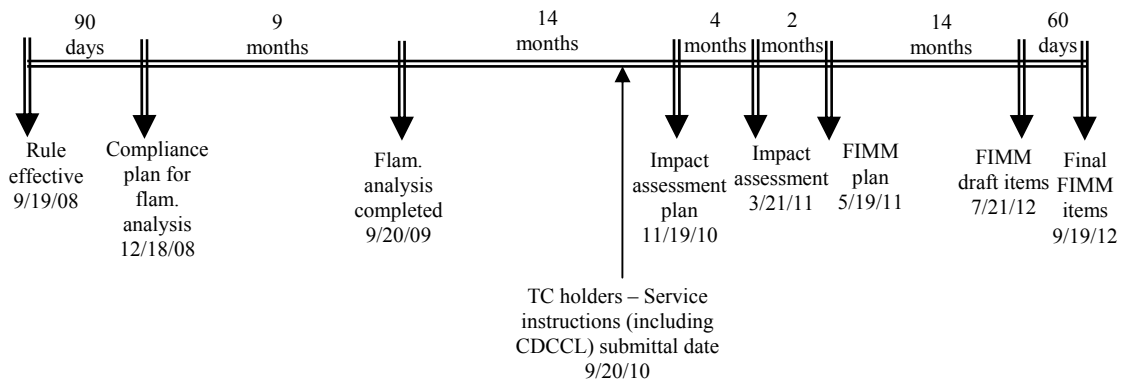 90
days
9
months
14
months
4
months
2
months
14
months
60
days
Rule
effective
9/19/08
Compliance
plan for
flam.
analysis
12/18/08
Flam.
analysis
completed
9/20/09
Impact
assessment
plan
11/19/10
Impact
assessment
3/21/11
FIMM
plan
5/19/11
FIMM
draft items
7/21/12
Final
FIMM
items
9/19/12
TC holders – Service
instructions (including
CDCCL) submittal date
9/20/10